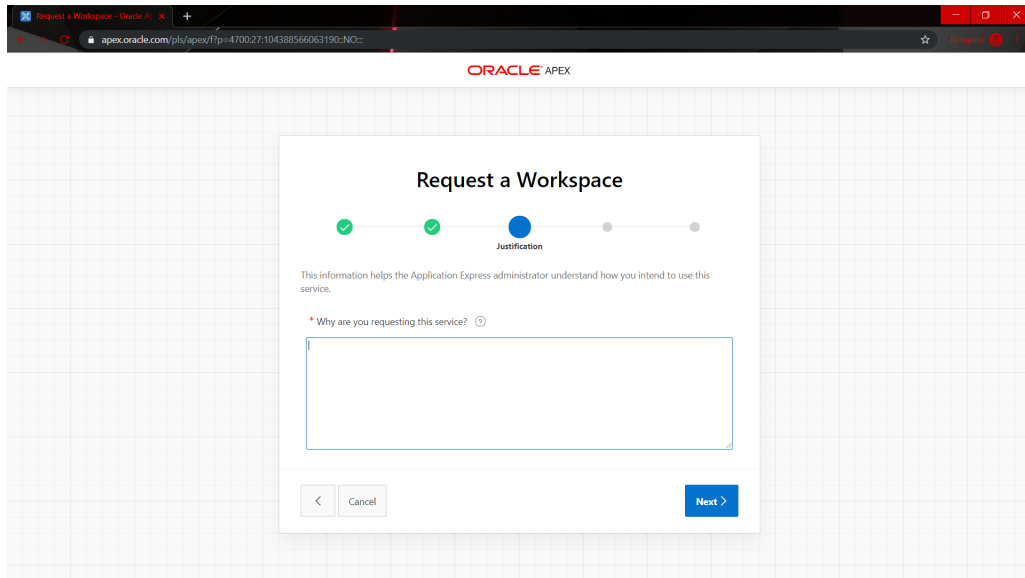 Request a Workspace - Oracle A
apex.oracle.com/pls/apex/f?p=4700:27:104388566063190::NO:::
ORACLE APEX
Request a Workspace
Justification
This information helps the Application Express administrator understand how you intend to use this
service.
* Why are you requesting this service?
Cancel
Next